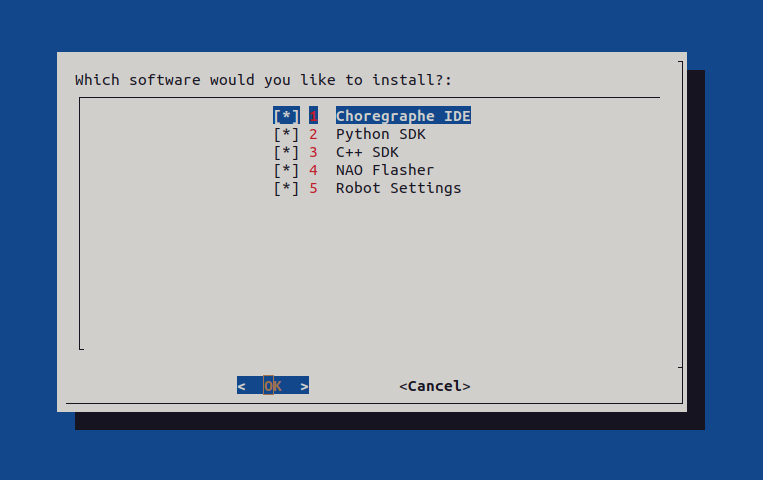 Which software would you like to install?:
[*] 1 Choregraphe IDE
[*] 2 Python SDK
[*] 3 C++ SDK
[*] 4 NAO Flasher
[*] 5 Robot Settings
< OK > <Cancel>